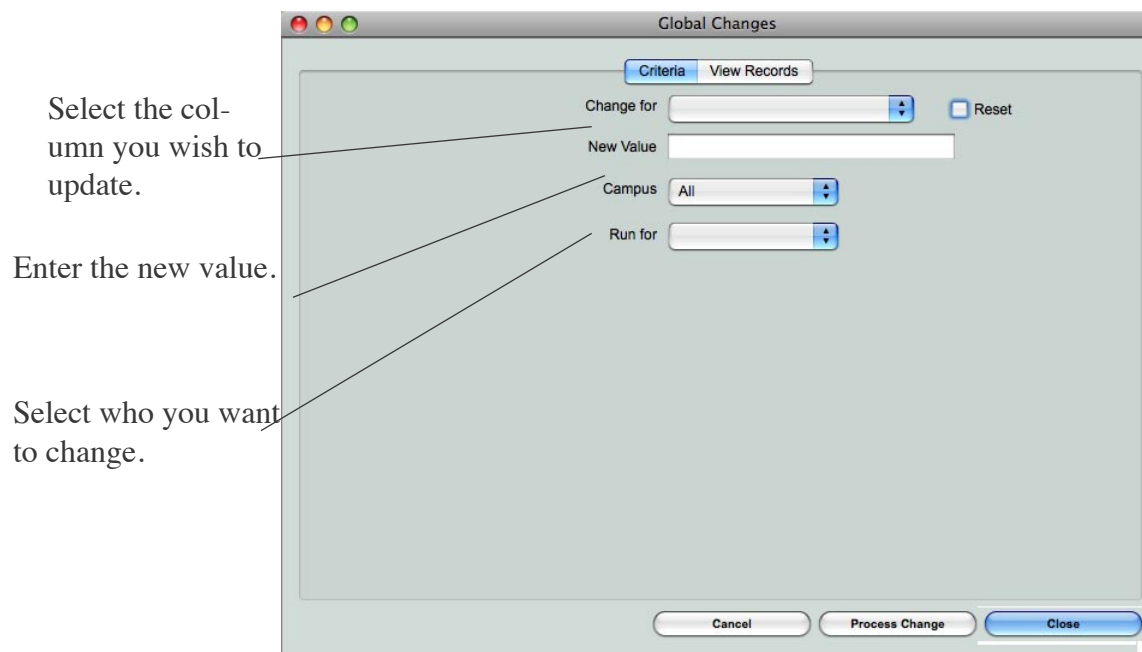 Global Changes
Criteria View Records
Change for Reset
New Value
Campus All
Run for
Cancel Process Change Close
Select the col-
umn you wish to
update.
Enter the new value.
Select who you want
to change.